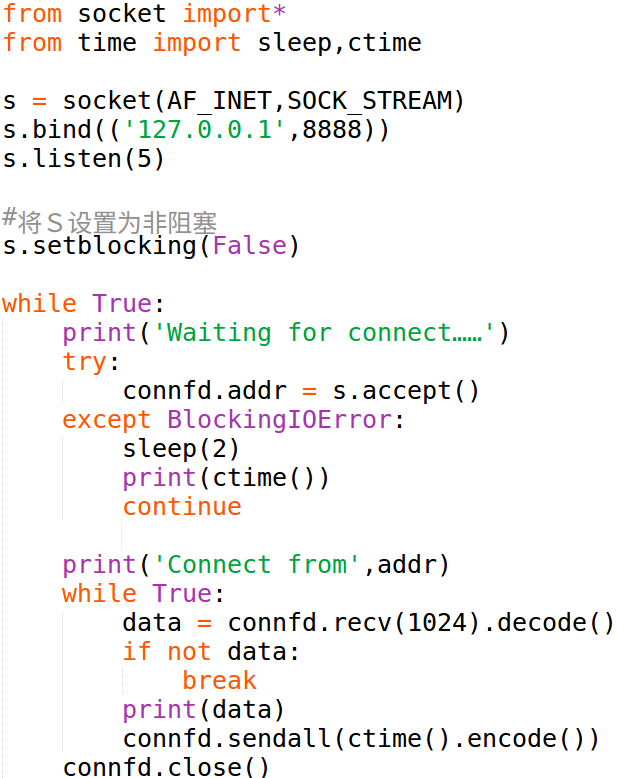 from socket import*
from time import sleep,ctime

s = socket(AF_INET,SOCK_STREAM)
s.bind(('127.0.0.1',8888))
s.listen(5)

#将S设置为非阻塞
s.setblocking(False)

while True:
    print('Waiting for connect……')
    try:
        connfd.addr = s.accept()
    except BlockingIOError:
        sleep(2)
        print(ctime())
        continue

    print('Connect from',addr)
    while True:
        data = connfd.recv(1024).decode()
        if not data:
            break
        print(data)
        connfd.sendall(ctime().encode())
    connfd.close()